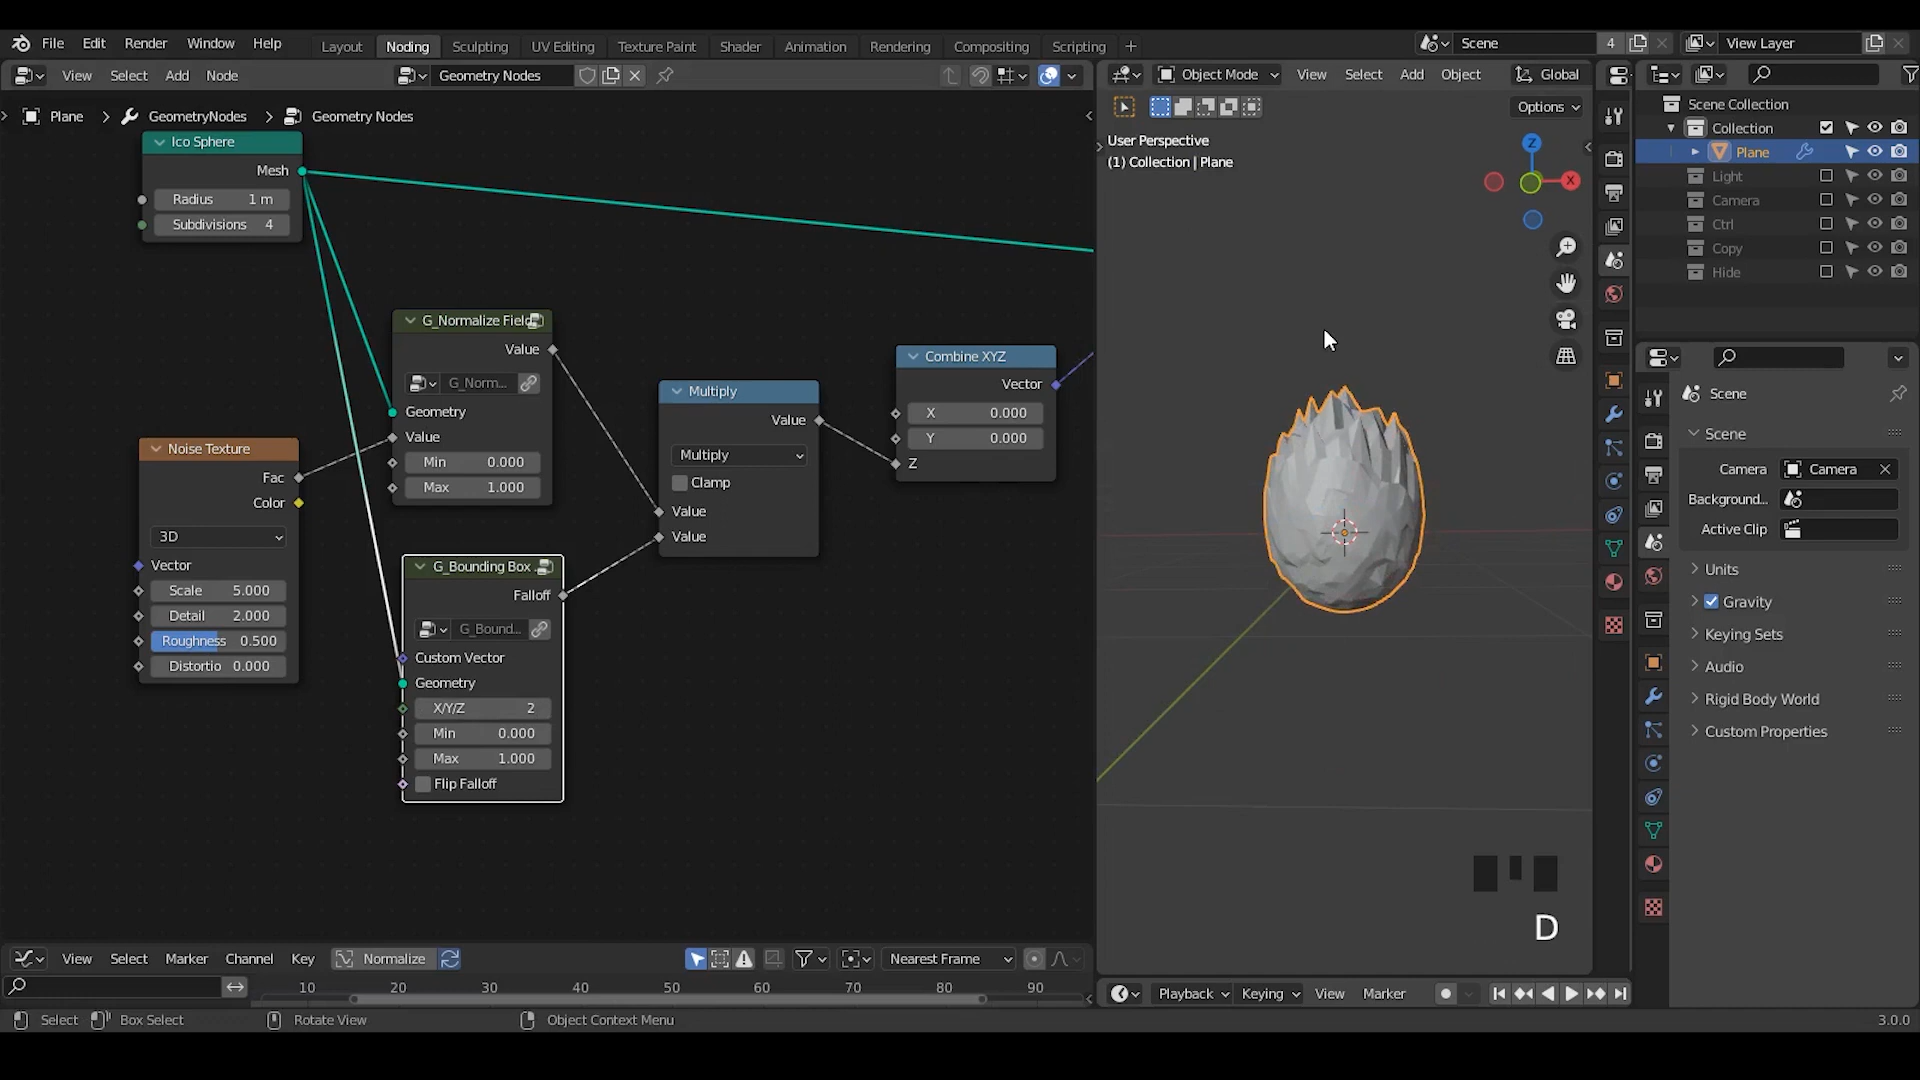 File Edit Render Window Help Layout Noding Sculpting UV Editing Texture Paint Shader Animation Rendering Compositing Scripting + Scene 4 View Layer
View Select Add Node Geometry Nodes Object Mode View Select Add Object Global
Options
Plane > GeometryNodes > Geometry Nodes
Scene Collection
Collection
Plane
Light
Camera
Ctrl
Copy
Hide
User Perspective
(1) Collection | Plane
Z
X
Ico Sphere
Mesh
Radius 1 m
Subdivisions 4
G_Normalize Field
Value
G_Norm...
Geometry
Value
Min 0.000
Max 1.000
Noise Texture
Fac
Color
3D
Vector
Scale 5.000
Detail 2.000
Roughness 0.500
Distortio 0.000
G_Bounding Box
Falloff
G_Bound...
Custom Vector
Geometry
X/Y/Z 2
Min 0.000
Max 1.000
Flip Falloff
Multiply
Value
Multiply
Clamp
Value
Value
Combine XYZ
Vector
X 0.000
Y 0.000
Z
Scene
Scene
Camera Camera
Background...
Active Clip
Units
Gravity
Keying Sets
Audio
Rigid Body World
Custom Properties
D
View Select Marker Channel Key Normalize Nearest Frame
10 20 30 40 50 60 70 80 90
Playback Keying View Marker
Select Box Select Rotate View Object Context Menu 3.0.0